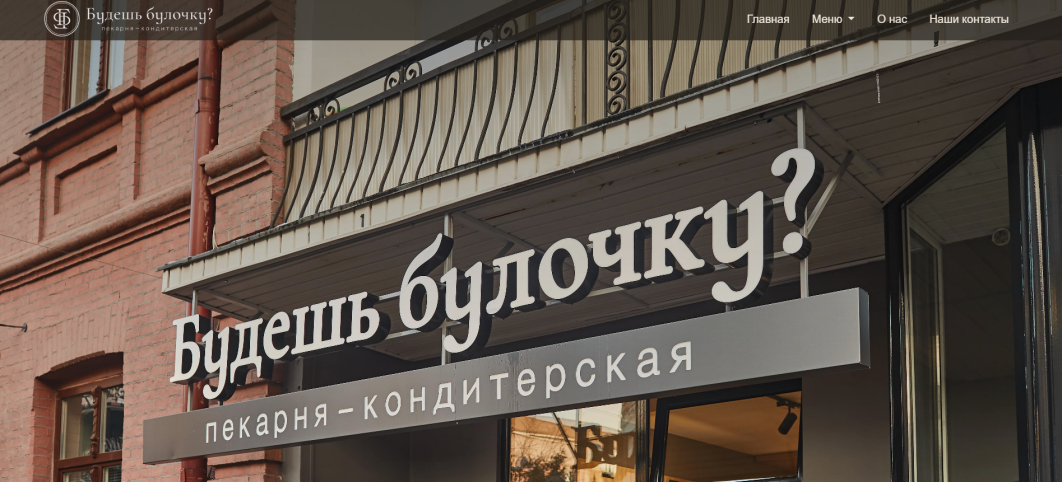 Будешь булочку?
пекарня-кондитерская
Главная Меню О нас Наши контакты
Будешь булочку?
пекарня–кондитерская